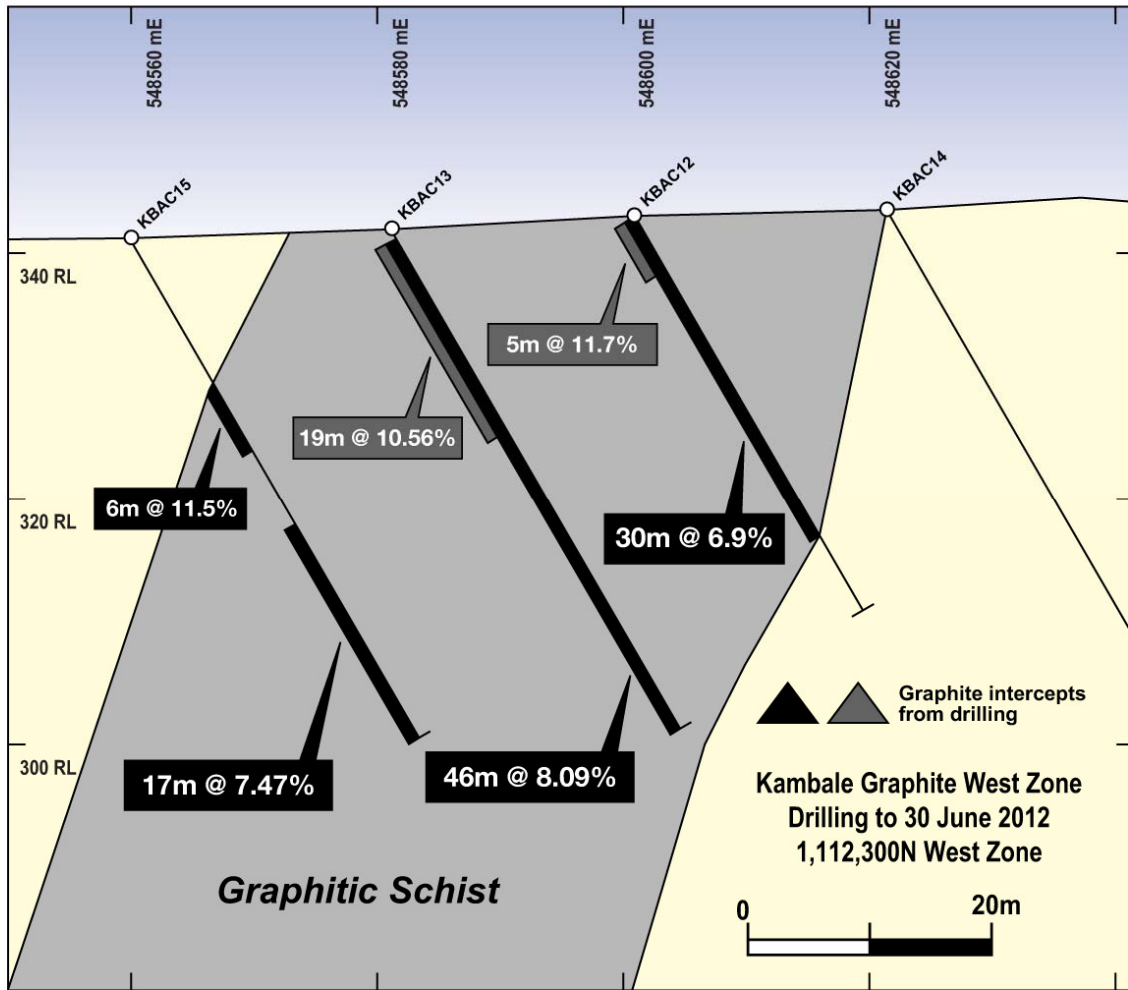 548560 mE
548580 mE
548600 mE
548620 mE
KBAC15
KBAC13
KBAC12
KBAC14
340 RL
5m @ 11.7%
19m @ 10.56%
6m @ 11.5%
320 RL
30m @ 6.9%
Graphite intercepts
from drilling
300 RL
17m @ 7.47%
46m @ 8.09%
Kambale Graphite West Zone
Drilling to 30 June 2012
1,112,300N West Zone
Graphitic Schist
0
20m